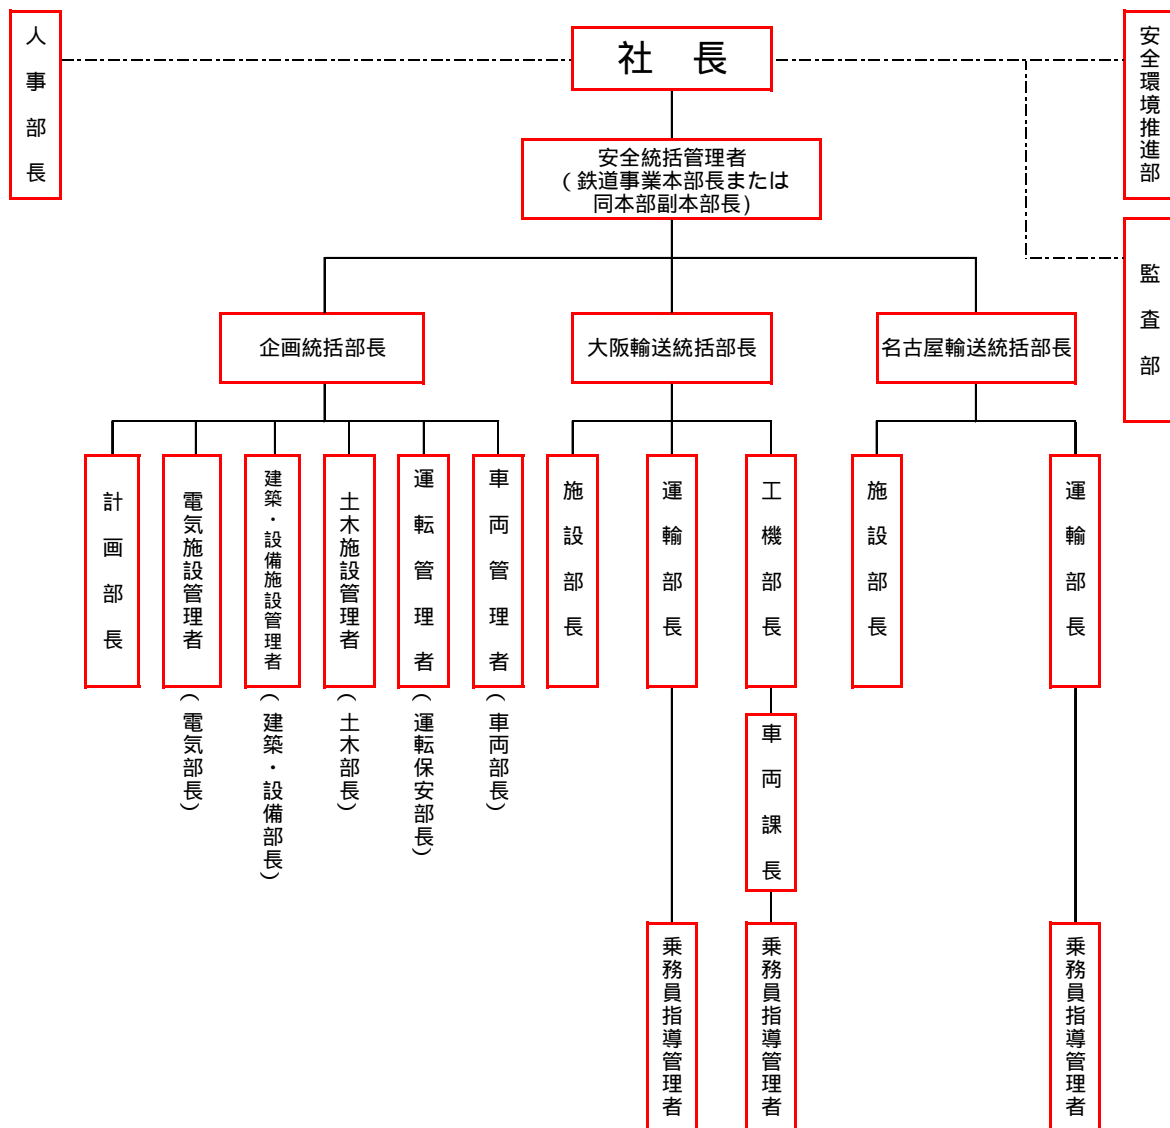 人事部長
社長
安全環境推進部
安全統括管理者
(鉄道事業本部長または
同本部副本部長)
監査部
企画統括部長
大阪輸送統括部長
名古屋輸送統括部長
計画部長
電気施設管理者
(電気部長)
建築・設備施設管理者
(建築・設備部長)
土木施設管理者
(土木部長)
運転管理者
(運転保安部長)
車両管理者
(車両部長)
施設部長
運輸部長
工機部長
施設部長
運輸部長
車両課長
乗務員指導管理者
乗務員指導管理者
乗務員指導管理者